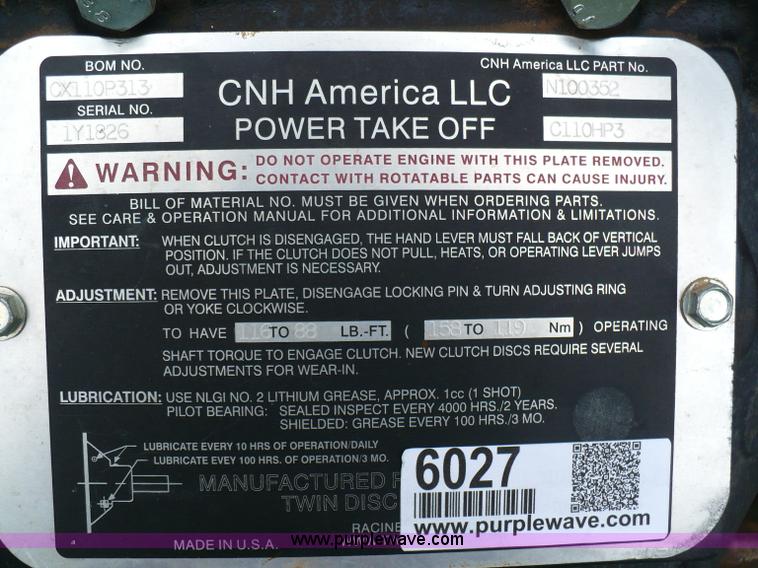 BOM NO.
CX110P313
SERIAL NO.
1Y1826
CNH America LLC
POWER TAKE OFF
CNH America LLC PART No.
N100352
C110HP3
WARNING: DO NOT OPERATE ENGINE WITH THIS PLATE REMOVED.
CONTACT WITH ROTATABLE PARTS CAN CAUSE INJURY.
BILL OF MATERIAL NO. MUST BE GIVEN WHEN ORDERING PARTS.
SEE CARE & OPERATION MANUAL FOR ADDITIONAL INFORMATION & LIMITATIONS.
IMPORTANT: WHEN CLUTCH IS DISENGAGED, THE HAND LEVER MUST FALL BACK OF VERTICAL
POSITION. IF THE CLUTCH DOES NOT PULL, HEATS, OR OPERATING LEVER JUMPS
OUT, ADJUSTMENT IS NECESSARY.
ADJUSTMENT: REMOVE THIS PLATE, DISENGAGE LOCKING PIN & TURN ADJUSTING RING
OR YOKE CLOCKWISE.
TO HAVE 116 TO 88 LB.-FT. ( 158 TO 119 Nm ) OPERATING
SHAFT TORQUE TO ENGAGE CLUTCH. NEW CLUTCH DISCS REQUIRE SEVERAL
ADJUSTMENTS FOR WEAR-IN.
LUBRICATION: USE NLGI NO. 2 LITHIUM GREASE, APPROX. 1cc (1 SHOT)
PILOT BEARING: SEALED INSPECT EVERY 4000 HRS./2 YEARS.
SHIELDED: GREASE EVERY 100 HRS./3 MO.
LUBRICATE EVERY 10 HRS OF OPERATION/DAILY
LUBRICATE EVEY 100 HRS. OF OPERATION/3 MO.
MANUFACTURED
TWIN DISC
RACINE
MADE IN U.S.A.
6027
www.purplewave.com
www.purplewave.com